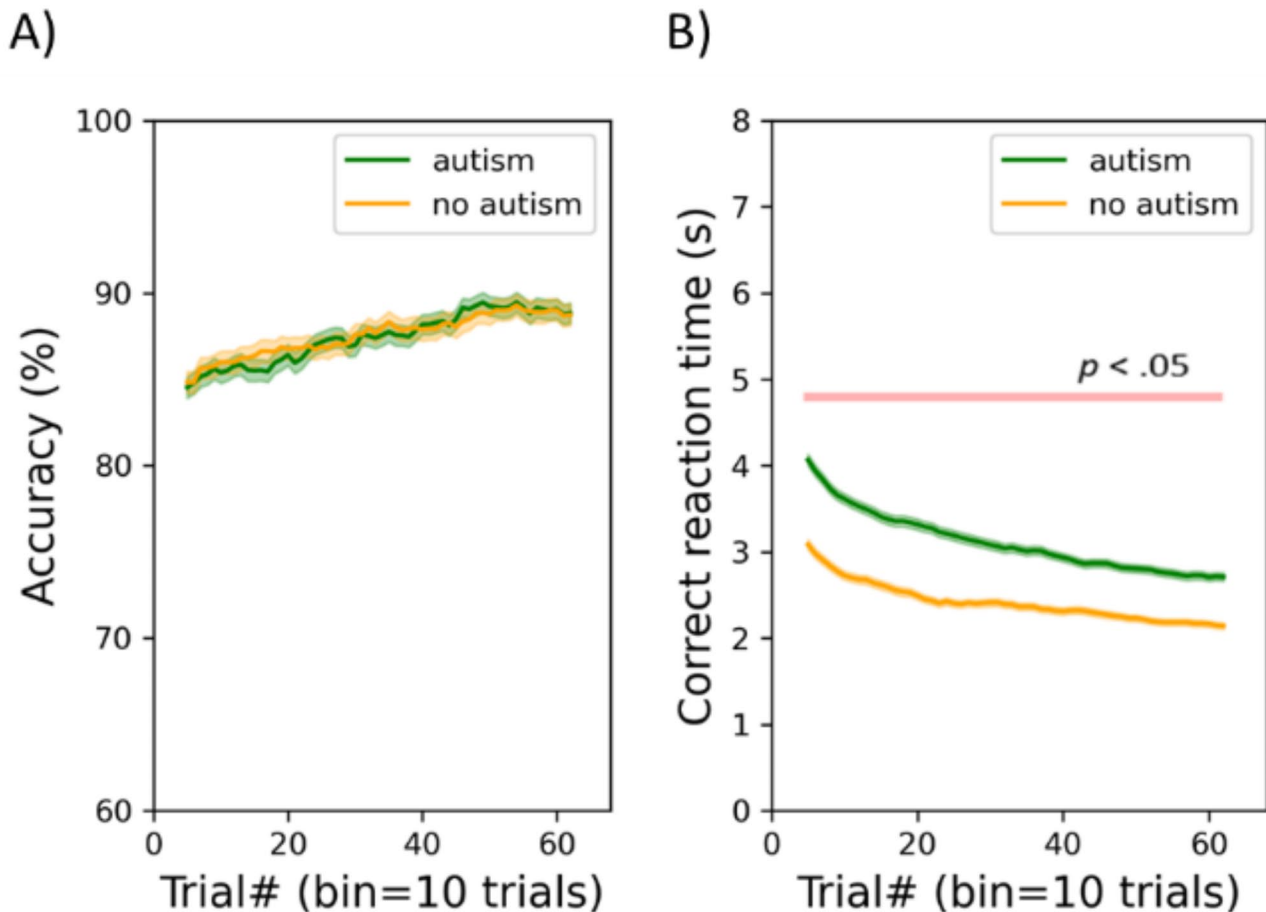 A)
B)
Accuracy (%)
100
90
80
70
60
autism
no autism
0
20
40
60
Trial# (bin=10 trials)
Correct reaction time (s)
8
7
6
5
4
3
2
1
0
autism
no autism
p < .05
0
20
40
60
Trial# (bin=10 trials)